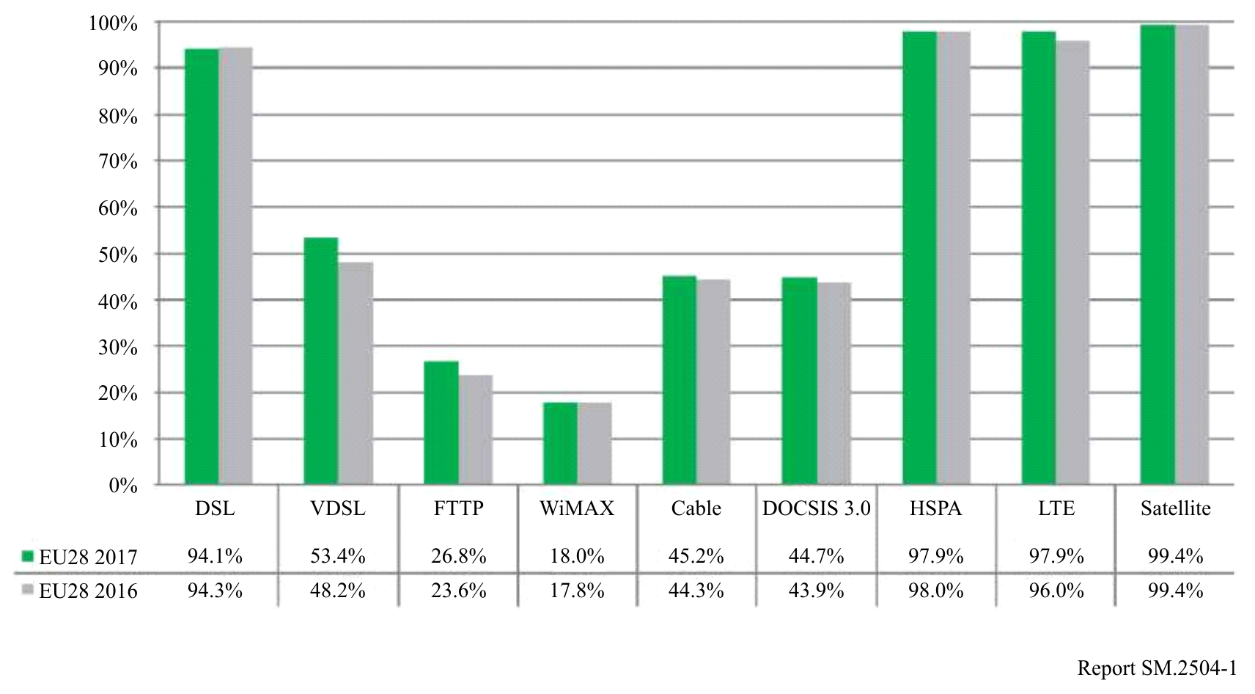 100%
90%
80%
70%
60%
50%
40%
30%
20%
10%
0%
DSL VDSL FTTP WiMAX Cable DOCSIS 3.0 HSPA LTE Satellite
EU28 2017 94.1% 53.4% 26.8% 18.0% 45.2% 44.7% 97.9% 97.9% 99.4%
EU28 2016 94.3% 48.2% 23.6% 17.8% 44.3% 43.9% 98.0% 96.0% 99.4%
Report SM.2504-1